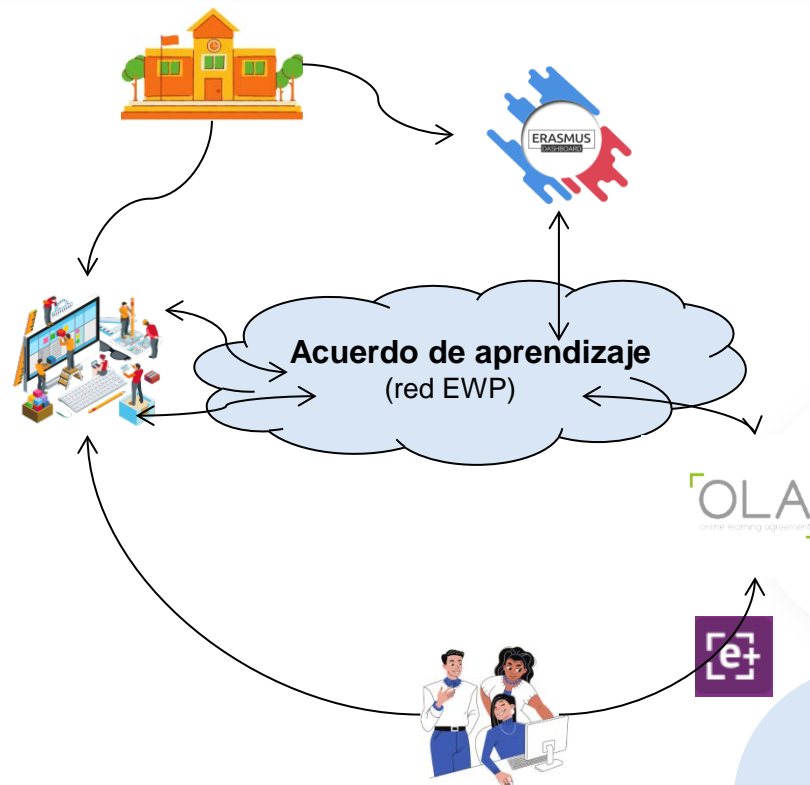 ERASMUS
DASHBOARD
Acuerdo de aprendizaje
(red EWP)
OLA
online learning agreement
e+